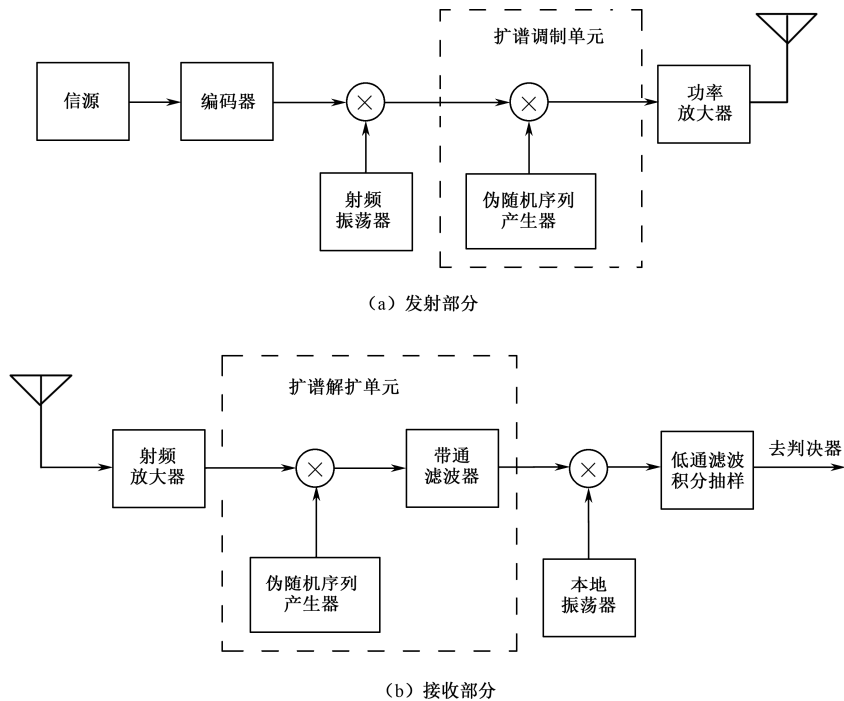 扩谱调制单元
信源
编码器
功率
放大器
射频
振荡器
伪随机序列
产生器
（a）发射部分
扩谱解扩单元
射频
放大器
带通
滤波器
低通滤波
积分抽样
去判决器
伪随机序列
产生器
本地
振荡器
（b）接收部分